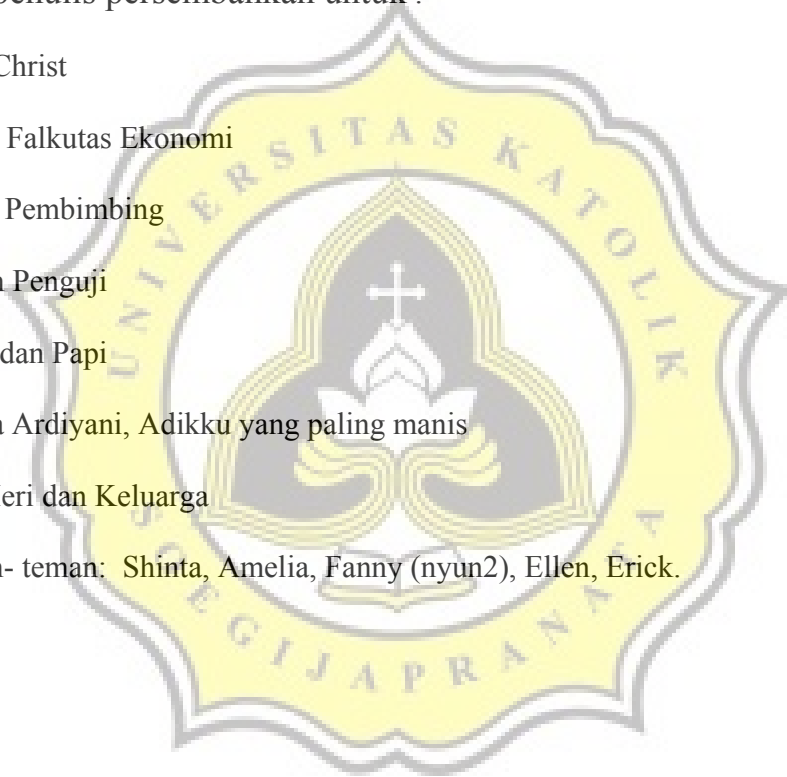 persembahkan untuk :
Christ
Falkutas Ekonomi
Pembimbing
Penguji
dan Papi
Ardiyani, Adikku yang paling manis
dan Keluarga
teman: Shinta, Amelia, Fanny (nyun2), Ellen, Erick.
UNIVERSITAS KATOLIK
SOEGIJAPRANATA